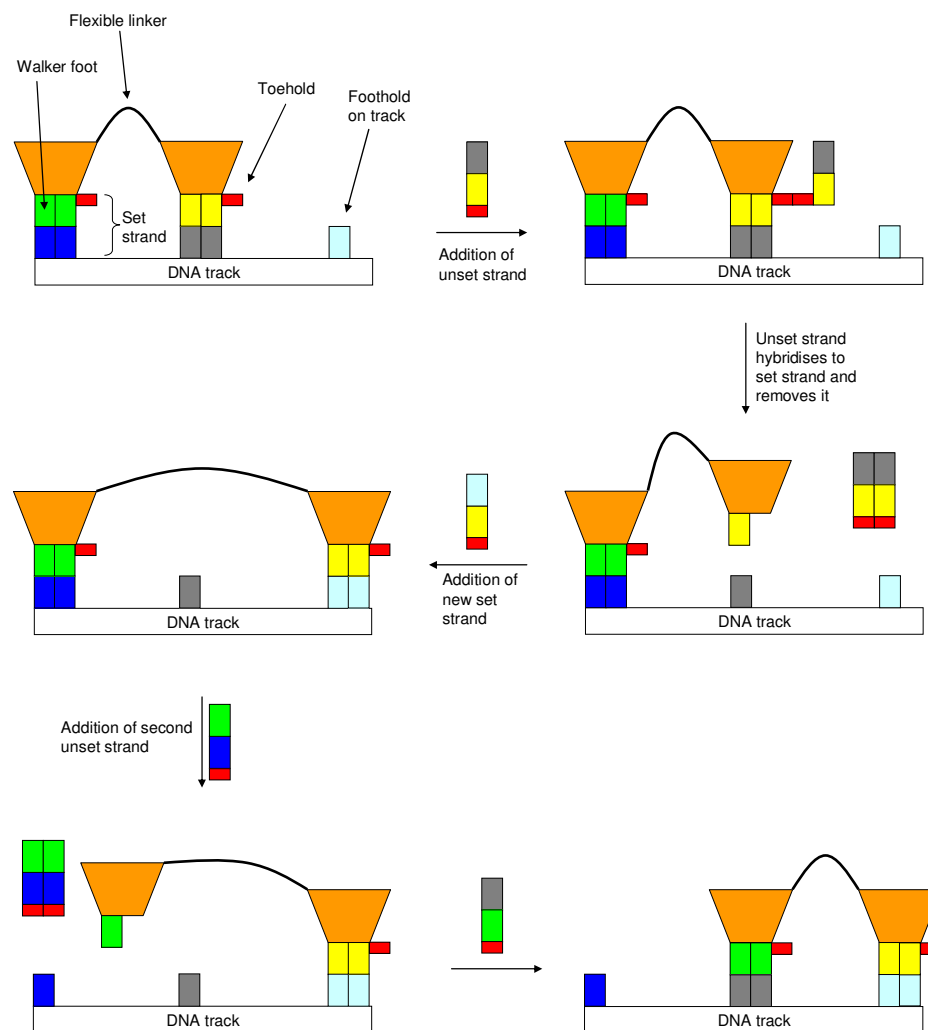 Flexible linker
Walker foot
Toehold
Foothold
on track
Set
strand
DNA track
Addition of
unset strand
DNA track
Unset strand
hybridises to
set strand and
removes it
DNA track
Addition of
new set
strand
DNA track
Addition of second
unset strand
DNA track
DNA track